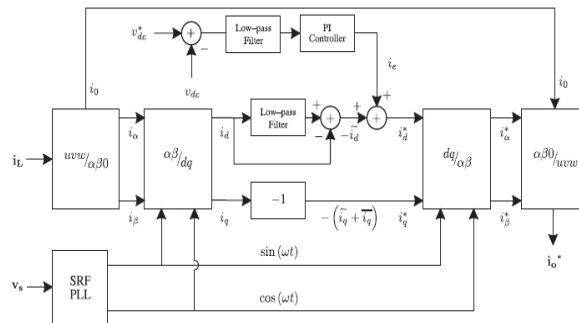 v*dc
+
−
Low–pass
Filter
PI
Controller
vdc
ie
i0
i0
iL
uvw/αβ0
iα
iβ
αβ/dq
id
iq
Low–pass
Filter
+
−
−ĩd
+
+
i*d
−1
−(ĩq + i̅q)
i*q
dq/αβ
i*α
i*β
αβ0/uvw
io*
vs
SRF
PLL
sin (ωt)
cos (ωt)